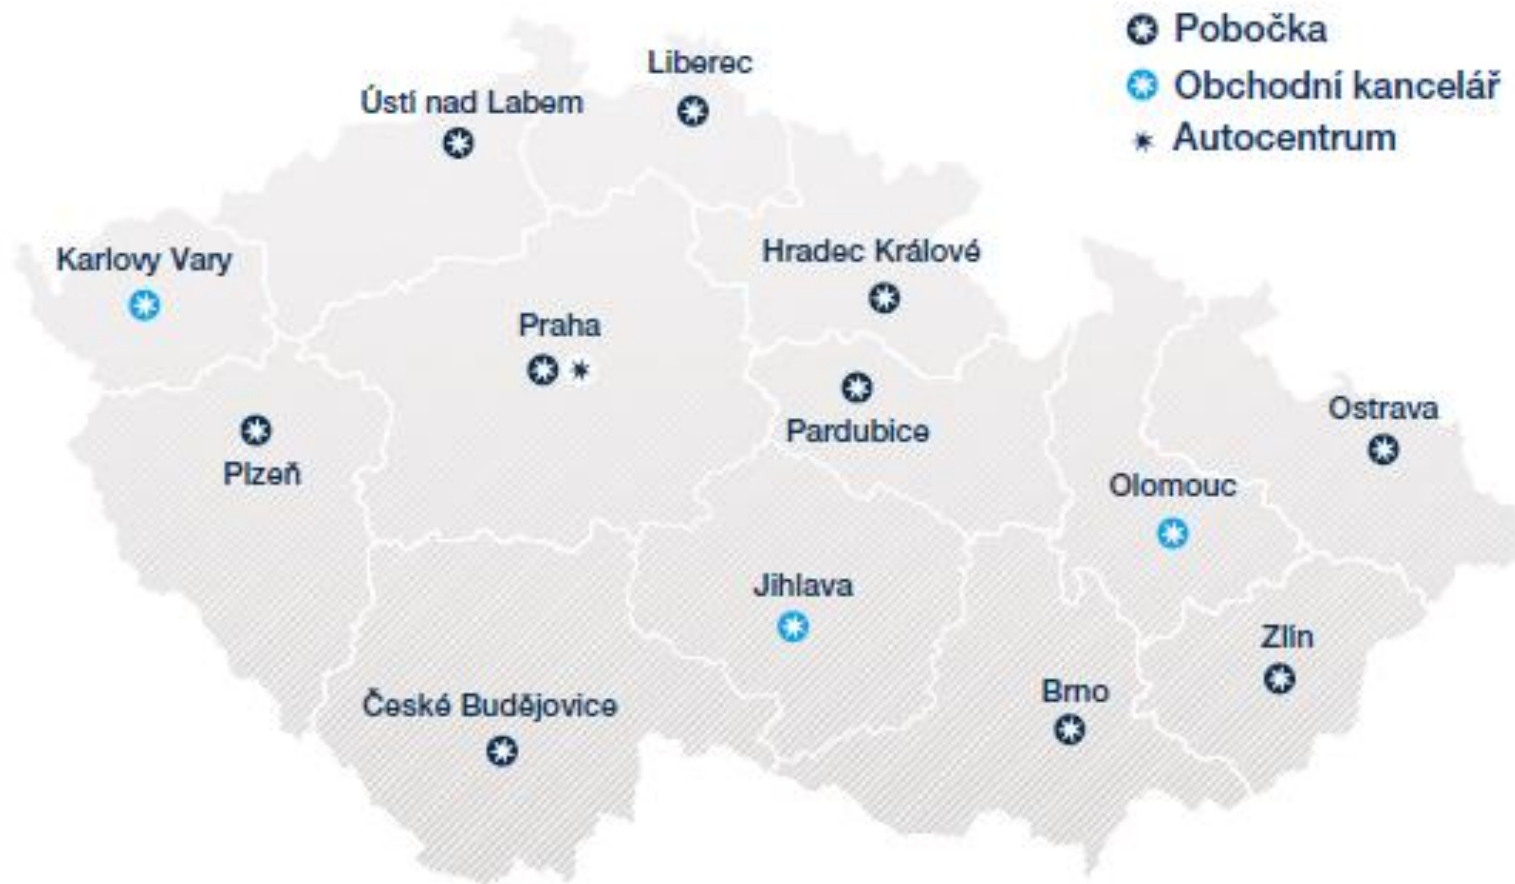 Pobočka
Obchodní kancelář
Autocentrum
Liberec
Ústí nad Labem
Karlovy Vary
Hradec Králové
Praha
Pardubice
Ostrava
Plzeň
Olomouc
Jihlava
Zlín
Brno
České Budějovice